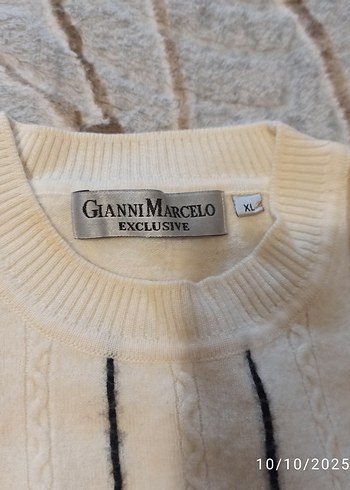 GIANNI MARCELO
EXCLUSIVE
XL
10/10/2025